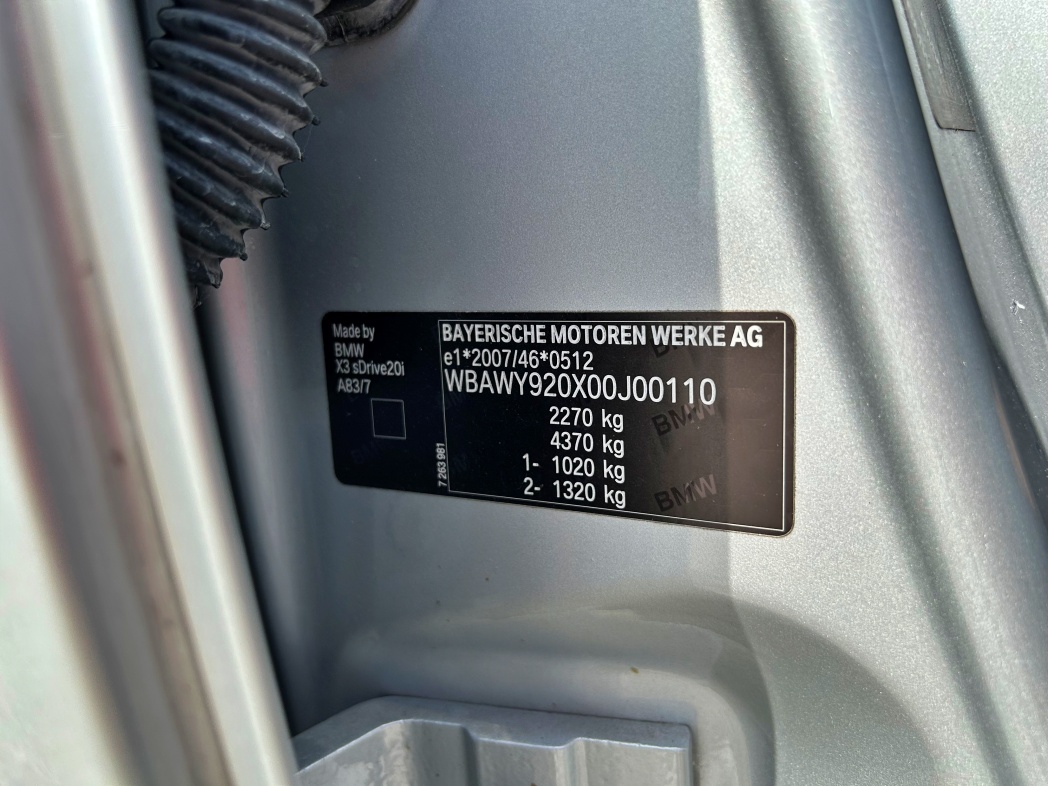 Made by
BMW
X3 sDrive20i
A83/7
BAYERISCHE MOTOREN WERKE AG
e1*2007/46*0512
WBAWY920X00J00110
2270 kg
4370 kg
1- 1020 kg
2- 1320 kg
7 263 981
BMW
BMW
BMW